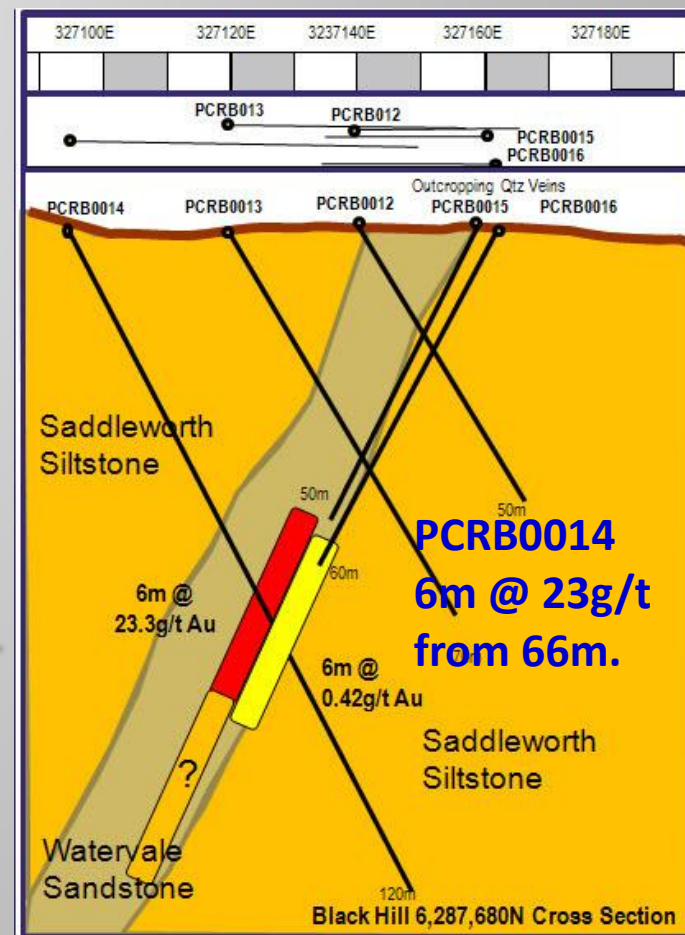 327100E 327120E 3237140E 327160E 327180E
PCRB013 PCRB012
PCRB0015
PCRB0016
Outcropping Qtz Veins
PCRB0014 PCRB0013 PCRB0012 PCRB0015 PCRB0016
Saddleworth
Siltstone
50m
50m
PCRB0014
6m @ 23g/t
from 66m.
60m
6m @
23.3g/t Au
6m @
0.42g/t Au
?
Saddleworth
Siltstone
Watervale
Sandstone
120m
Black Hill 6,287,680N Cross Section